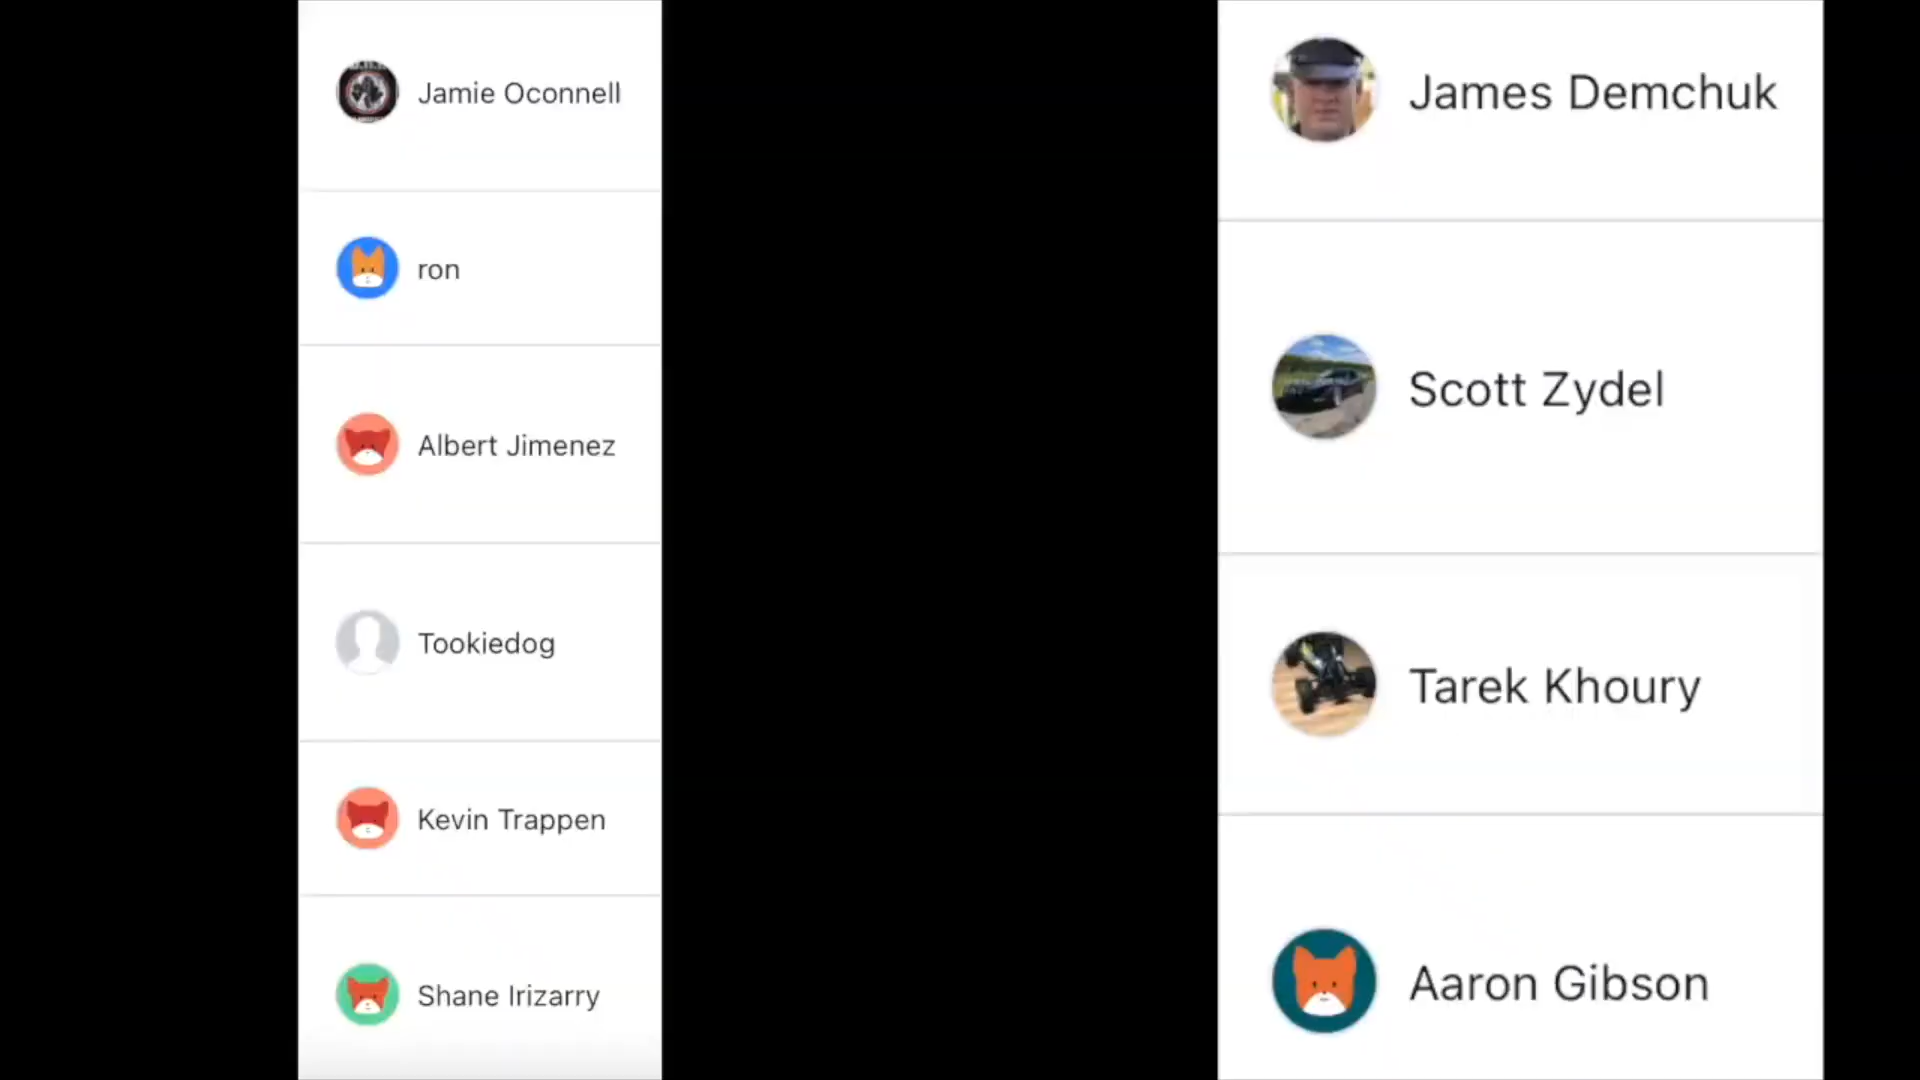 Jamie Oconnell
ron
Albert Jimenez
Tookiedog
Kevin Trappen
Shane Irizarry
James Demchuk
Scott Zydel
Tarek Khoury
Aaron Gibson